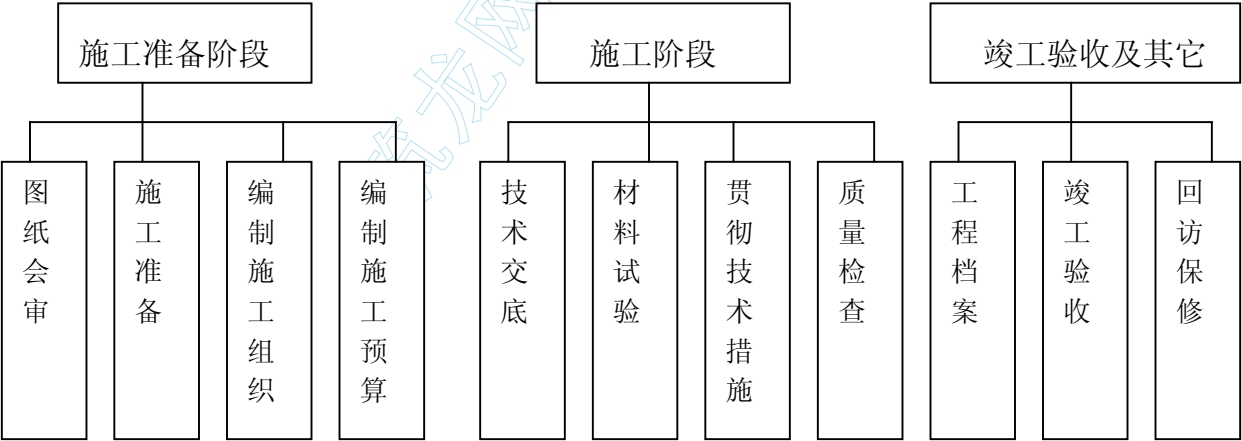 施工准备阶段
施工阶段
竣工验收及其它
图纸会审
施工准备
编制施工组织
编制施工预算
技术交底
材料试验
贯彻技术措施
质量检查
工程档案
竣工验收
回访保修
筑龙网